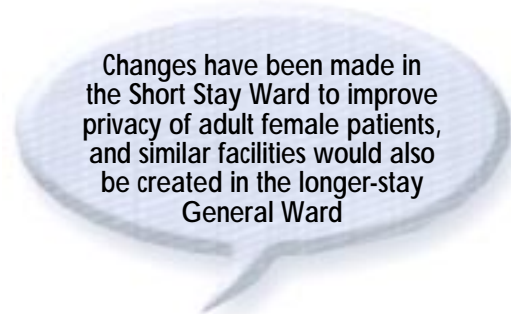 Changes have been made in
the Short Stay Ward to improve
privacy of adult female patients,
and similar facilities would also
be created in the longer-stay
General Ward